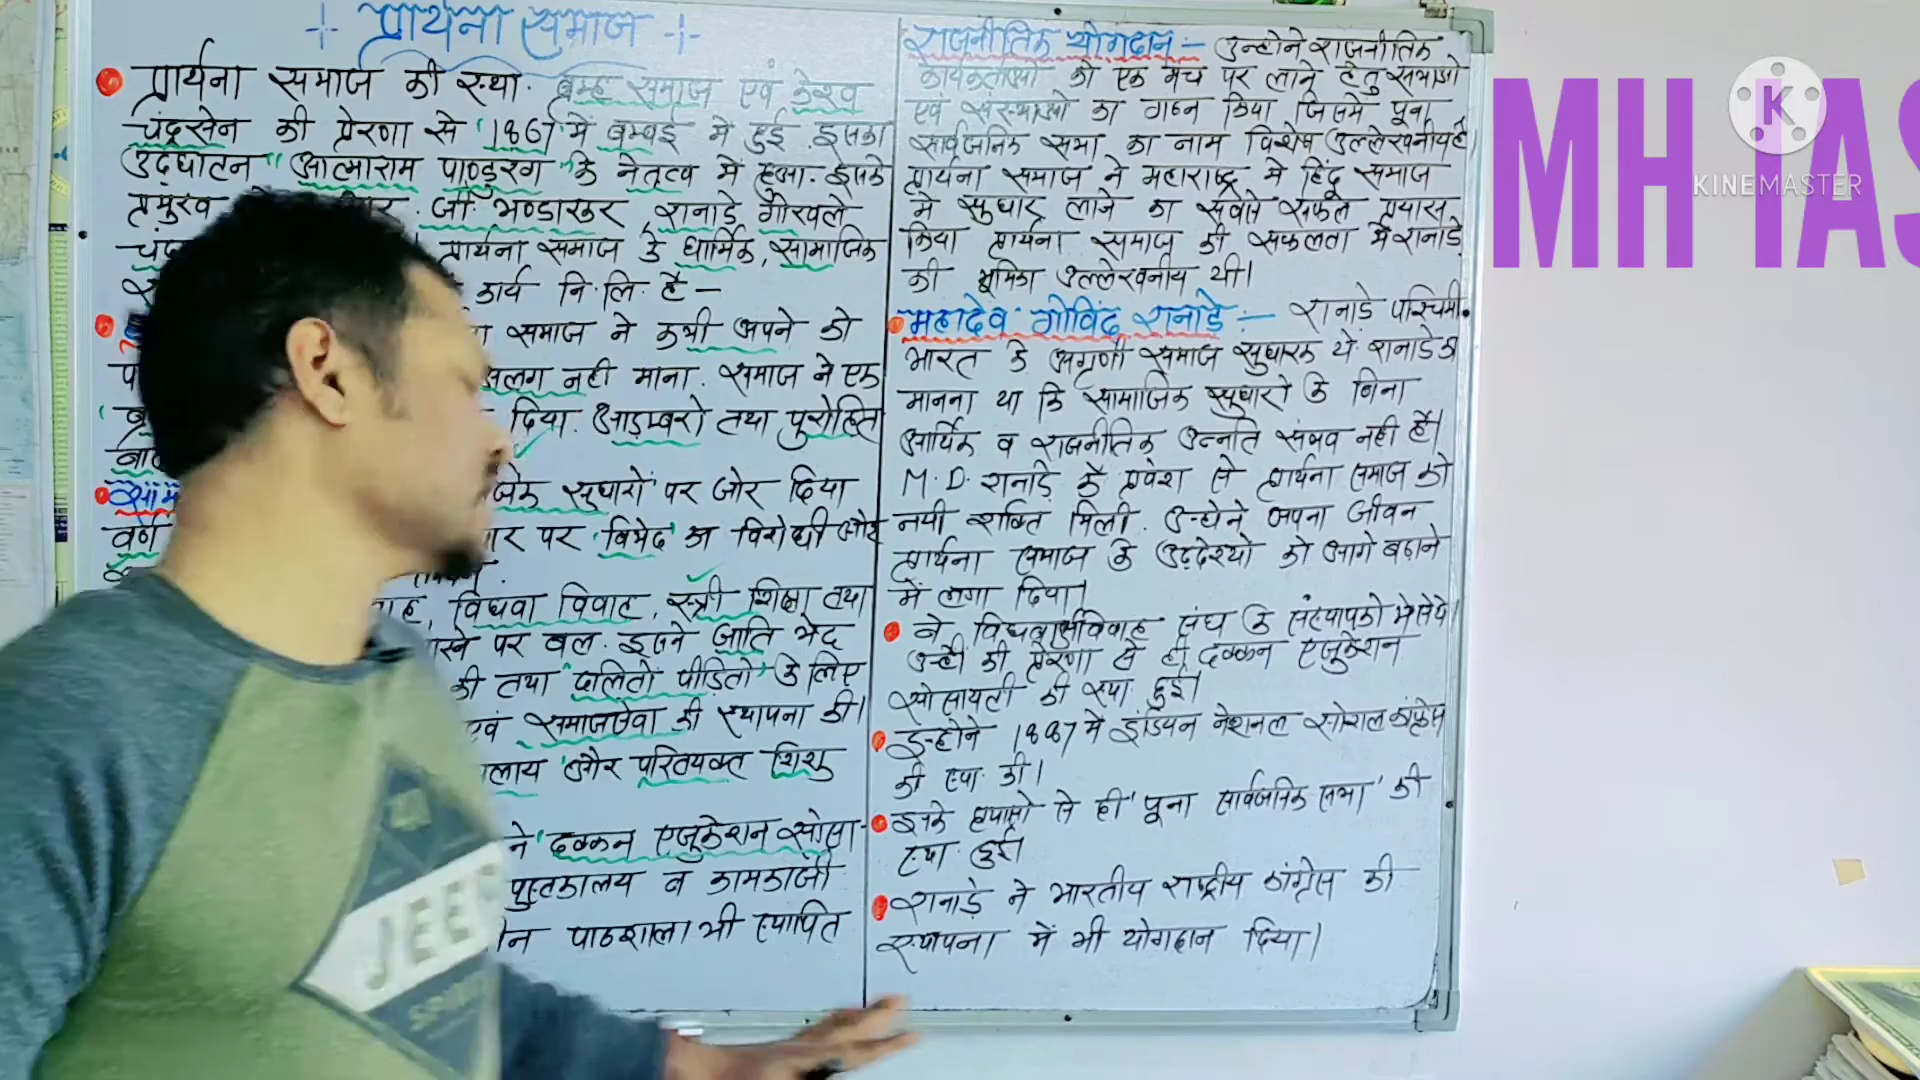 प्रार्थना समाज
प्रार्थना समाज की स्था. ब्रम्ह समाज एवं केशव
चंद्रसेन की प्रेरणा से '1867' में बम्बई में हुई. इसका
उद्घाटन "आत्माराम पाण्डुरंग" के नेतृत्व में हुआ. इसके
प्रमुख जी. भण्डारकर, रानाडे गोखले
प्रार्थना समाज के धार्मिक, सामाजिक
कार्य नि.लि. है –
समाज ने कभी अपने को
अलग नही माना. समाज ने एक
दिया. आडम्बरो तथा पुरोहित
सुधारों' पर जोर दिया
वर्ण पर 'विभेद' का विरोधी और
विधवा विवाह, स्त्री शिक्षा तथा
पर बल. इसने जाति भेद
की तथा 'दलितों पीडितो' के लिए
एवं समाजसेवा की स्थापना की।
और परित्यक्त शिशु
ने 'दक्कन एजुकेशन सोसा-
पुस्तकालय व कामकाजी
पाठशाला भी स्थापित
राजनीतिक योगदान – उन्होने राजनीतिक
कार्यकर्ताओ को एक मंच पर लाने हेतु सभाओ
एवं संस्थाओ का गठन किया जिसमें पूना
सार्वजनिक सभा का नाम विशेष उल्लेखनीय है।
प्रार्थना समाज ने महाराष्ट्र में हिंदू समाज
में सुधार लाने का सबसे सफल प्रयास
किया प्रार्थना समाज की सफलता में रानाडे
की भूमिका उल्लेखनीय थी।
महादेव गोविंद रानाडे :– रानाडे पश्चिमी
भारत के अग्रणी समाज सुधारक थे. रानाडे का
मानना था कि सामाजिक सुधारो के बिना
आर्थिक व राजनीतिक उन्नति संभव नही है।
M.D. रानाडे के प्रवेश से प्रार्थना समाज को
नयी शक्ति मिली. उन्होने अपना जीवन
प्रार्थना समाज के उद्देश्यो को आगे बढ़ाने
में लगा दिया।
वे विधवा पुर्नविवाह संघ के संस्थापको मे से थे।
उन्ही की प्रेरणा से ही दक्कन एजुकेशन
सोसायटी की स्था. हुई।
इन्होने 1887 मे इंडियन नेशनल सोशल कांफ्रेंस
की स्था. की।
इनके प्रयासो से ही 'पूना सार्वजनिक सभा' की
स्था. हुई।
रानाडे ने भारतीय राष्ट्रीय कांग्रेस की
स्थापना में भी योगदान दिया।
MH IAS
K
KINEMASTER
JEEP